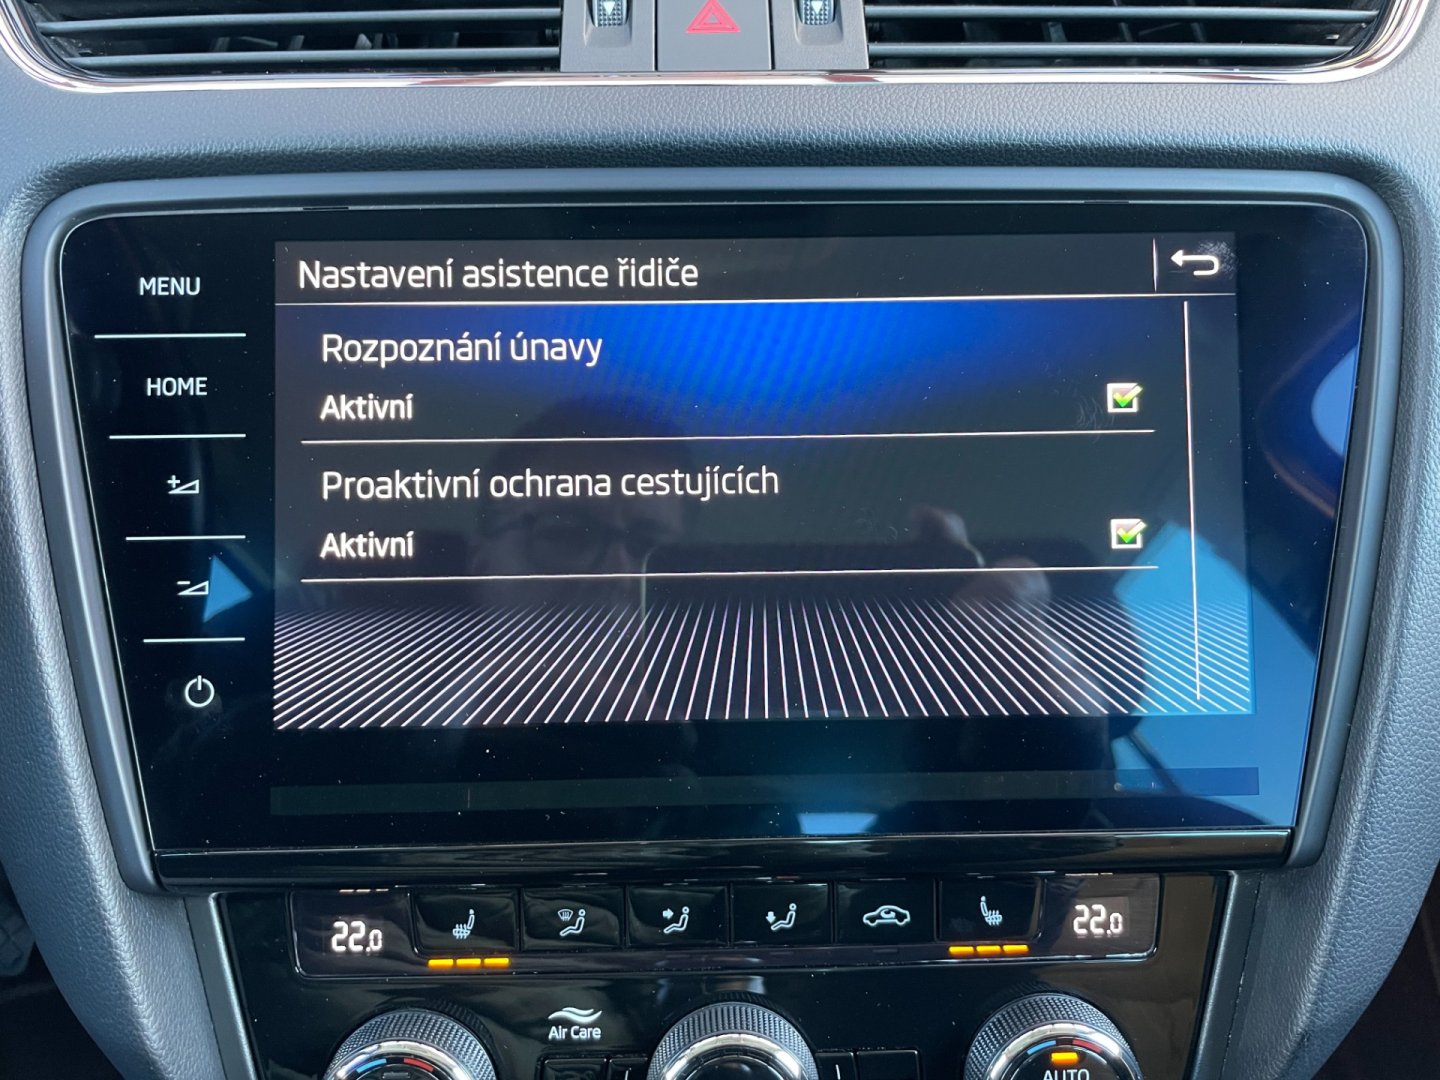 MENU
HOME
Nastavení asistence řidiče
Rozpoznání únavy
Aktivní
Proaktivní ochrana cestujících
Aktivní
22,0
22,0
Air Care
AUTO